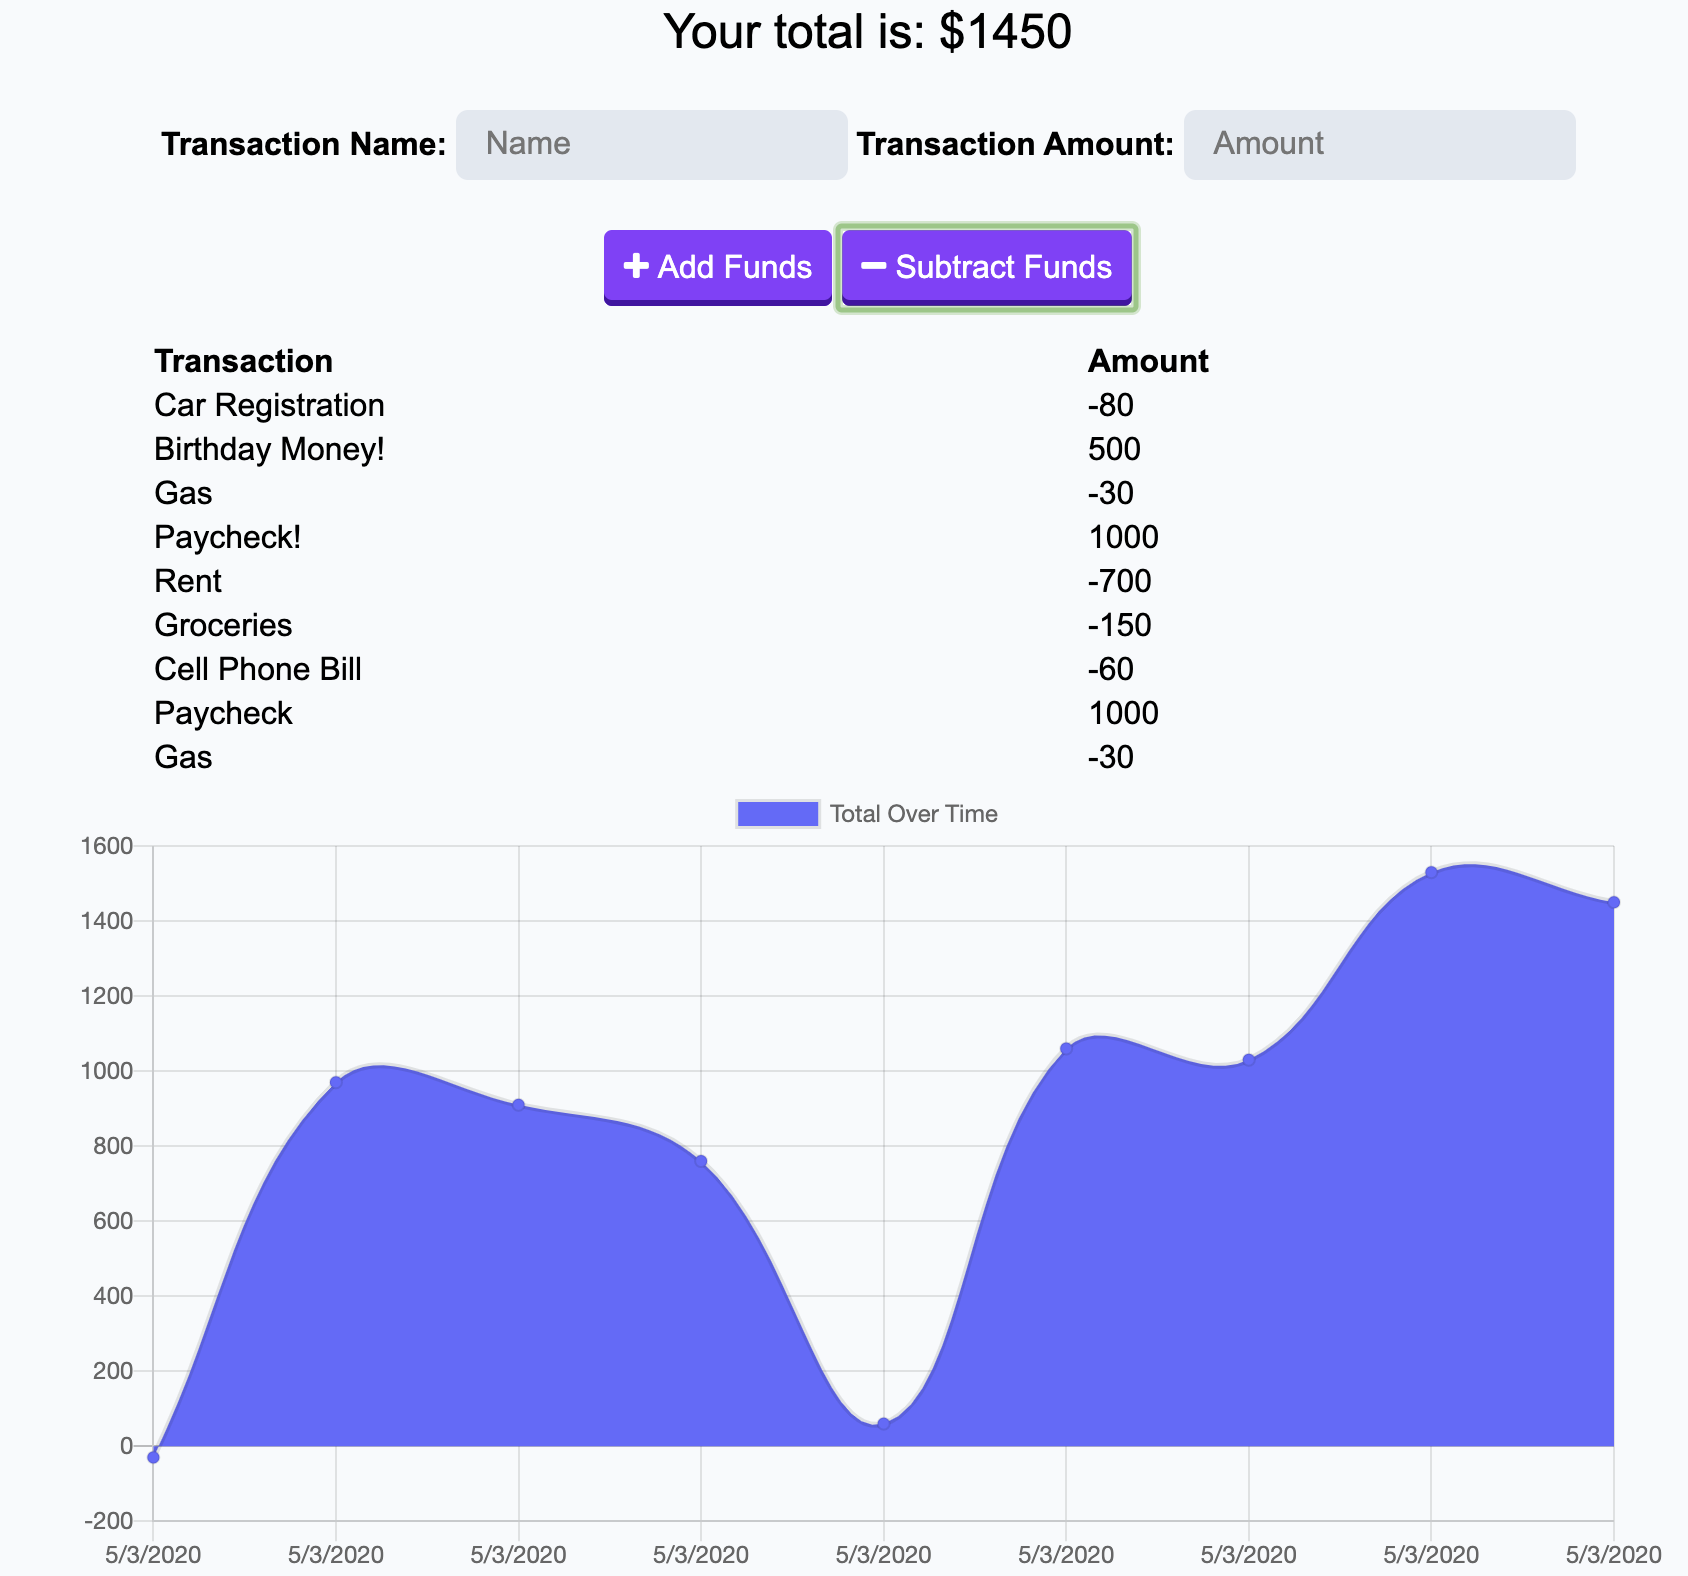 Your total is: $1450
Transaction Name: Name Transaction Amount: Amount
Add Funds Subtract Funds
Transaction Amount
Car Registration -80
Birthday Money! 500
Gas -30
Paycheck! 1000
Rent -700
Groceries -150
Cell Phone Bill -60
Paycheck 1000
Gas -30
Total Over Time
1600
1400
1200
1000
800
600
400
200
0
-200
5/3/2020 5/3/2020 5/3/2020 5/3/2020 5/3/2020 5/3/2020 5/3/2020 5/3/2020 5/3/2020